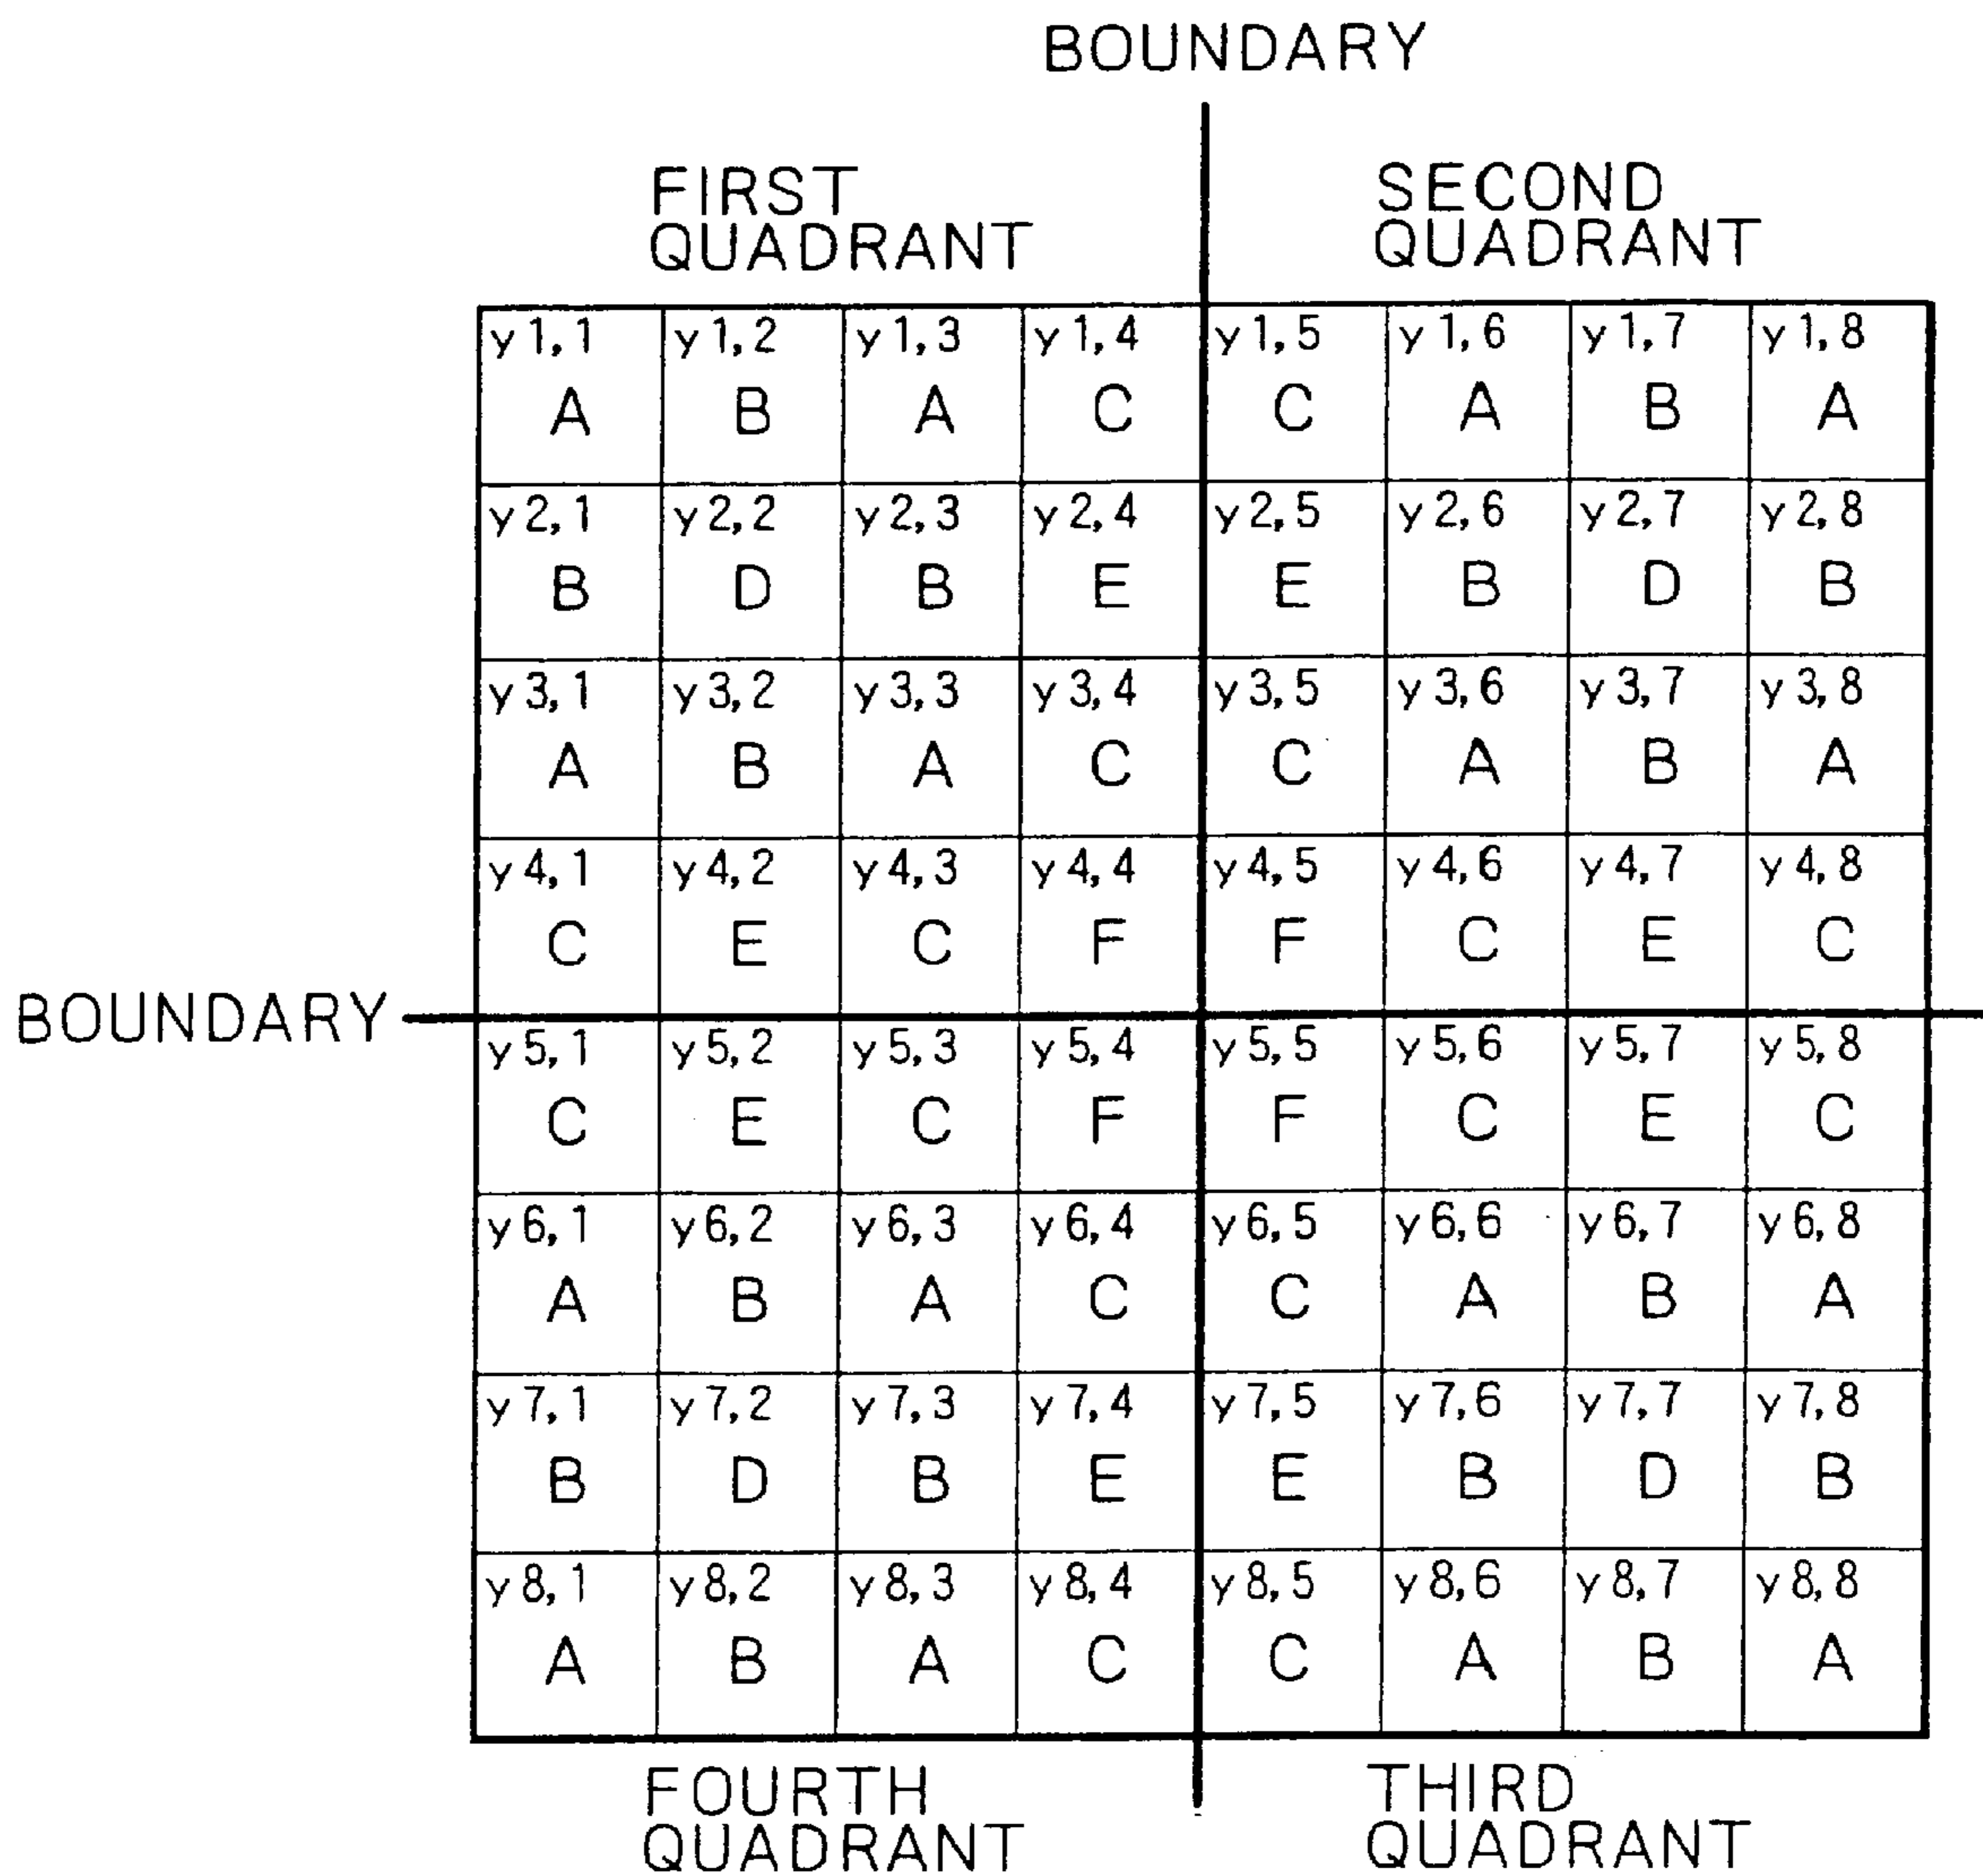 BOUNDARY
FIRST
QUADRANT
SECOND
QUADRANT
y1,1 y1,2 y1,3 y1,4 y1,5 y1,6 y1,7 y1,8
A B A C C A B A
y2,1 y2,2 y2,3 y2,4 y2,5 y2,6 y2,7 y2,8
B D B E E B D B
y3,1 y3,2 y3,3 y3,4 y3,5 y3,6 y3,7 y3,8
A B A C C A B A
y4,1 y4,2 y4,3 y4,4 y4,5 y4,6 y4,7 y4,8
C E C F F C E C
BOUNDARY
y5,1 y5,2 y5,3 y5,4 y5,5 y5,6 y5,7 y5,8
C E C F F C E C
y6,1 y6,2 y6,3 y6,4 y6,5 y6,6 y6,7 y6,8
A B A C C A B A
y7,1 y7,2 y7,3 y7,4 y7,5 y7,6 y7,7 y7,8
B D B E E B D B
y8,1 y8,2 y8,3 y8,4 y8,5 y8,6 y8,7 y8,8
A B A C C A B A
FOURTH
QUADRANT
THIRD
QUADRANT